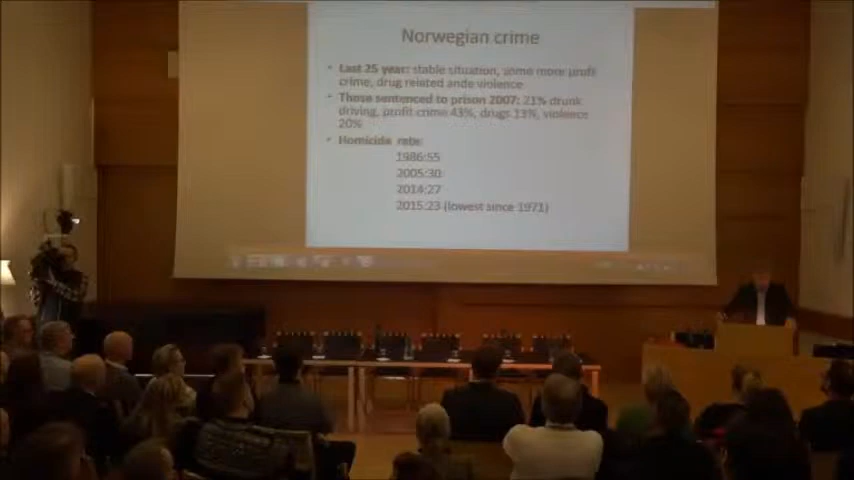 Norwegian crime
• Last 25 year: stable situation, some more profit
crime, drug related ande violence
• Those sentenced to prison 2007: 21% drunk
driving, profit crime 43%, drugs 13%, violence
20%
• Homicide rate:
1986:55
2005:30
2014:27
2015:23 (lowest since 1971)